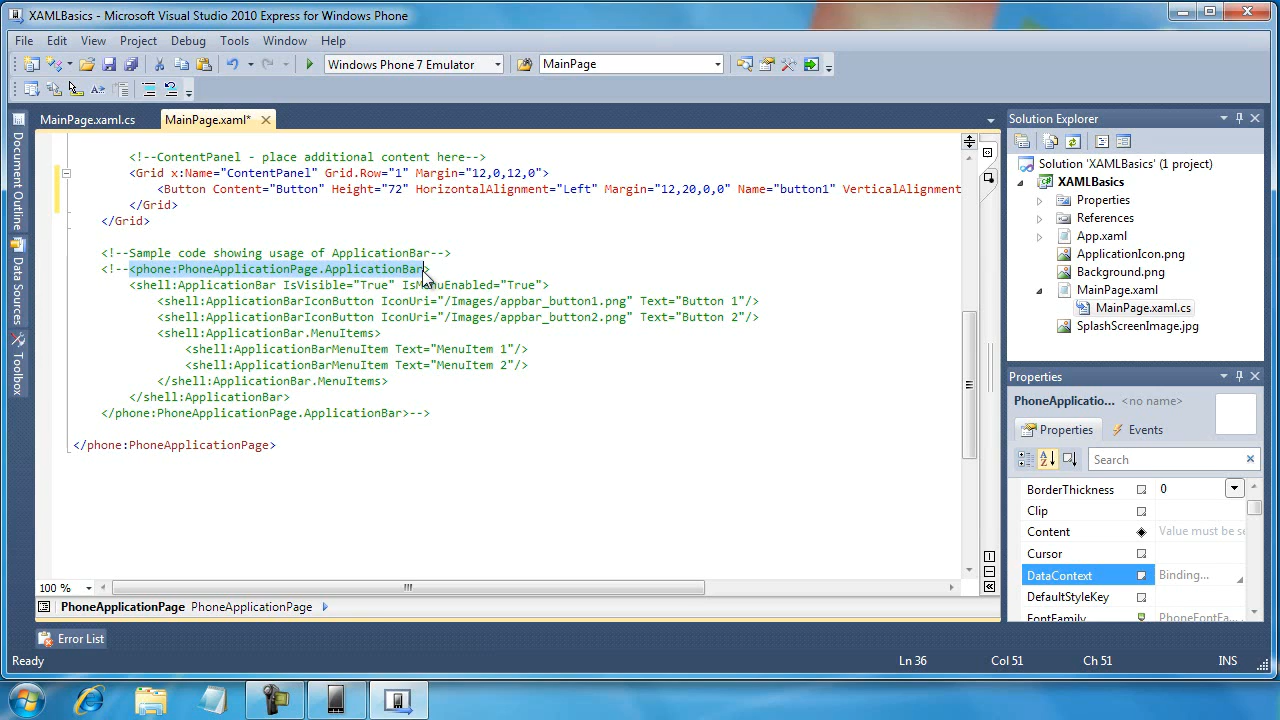 XAMLBasics - Microsoft Visual Studio 2010 Express for Windows Phone
File Edit View Project Debug Tools Window Help
Windows Phone 7 Emulator MainPage
MainPage.xaml.cs MainPage.xaml*
<!--ContentPanel - place additional content here-->
<Grid x:Name="ContentPanel" Grid.Row="1" Margin="12,0,12,0">
<Button Content="Button" Height="72" HorizontalAlignment="Left" Margin="12,20,0,0" Name="button1" VerticalAlignment
</Grid>
</Grid>
<!--Sample code showing usage of ApplicationBar-->
<!--<phone:PhoneApplicationPage.ApplicationBar>
<shell:ApplicationBar IsVisible="True" IsMenuEnabled="True">
<shell:ApplicationBarIconButton IconUri="/Images/appbar_button1.png" Text="Button 1"/>
<shell:ApplicationBarIconButton IconUri="/Images/appbar_button2.png" Text="Button 2"/>
<shell:ApplicationBar.MenuItems>
<shell:ApplicationBarMenuItem Text="MenuItem 1"/>
<shell:ApplicationBarMenuItem Text="MenuItem 2"/>
</shell:ApplicationBar.MenuItems>
</shell:ApplicationBar>
</phone:PhoneApplicationPage.ApplicationBar>-->
</phone:PhoneApplicationPage>
100 %
PhoneApplicationPage PhoneApplicationPage
Document Outline
Data Sources
Toolbox
Solution Explorer
Solution 'XAMLBasics' (1 project)
XAMLBasics
Properties
References
App.xaml
ApplicationIcon.png
Background.png
MainPage.xaml
MainPage.xaml.cs
SplashScreenImage.jpg
Properties
PhoneApplicatio... <no name>
Properties Events
Search
BorderThickness 0
Clip
Content Value must be se
Cursor
DataContext Binding...
DefaultStyleKey
FontFamily PhoneFontFa...
Error List
Ready Ln 36 Col 51 Ch 51 INS